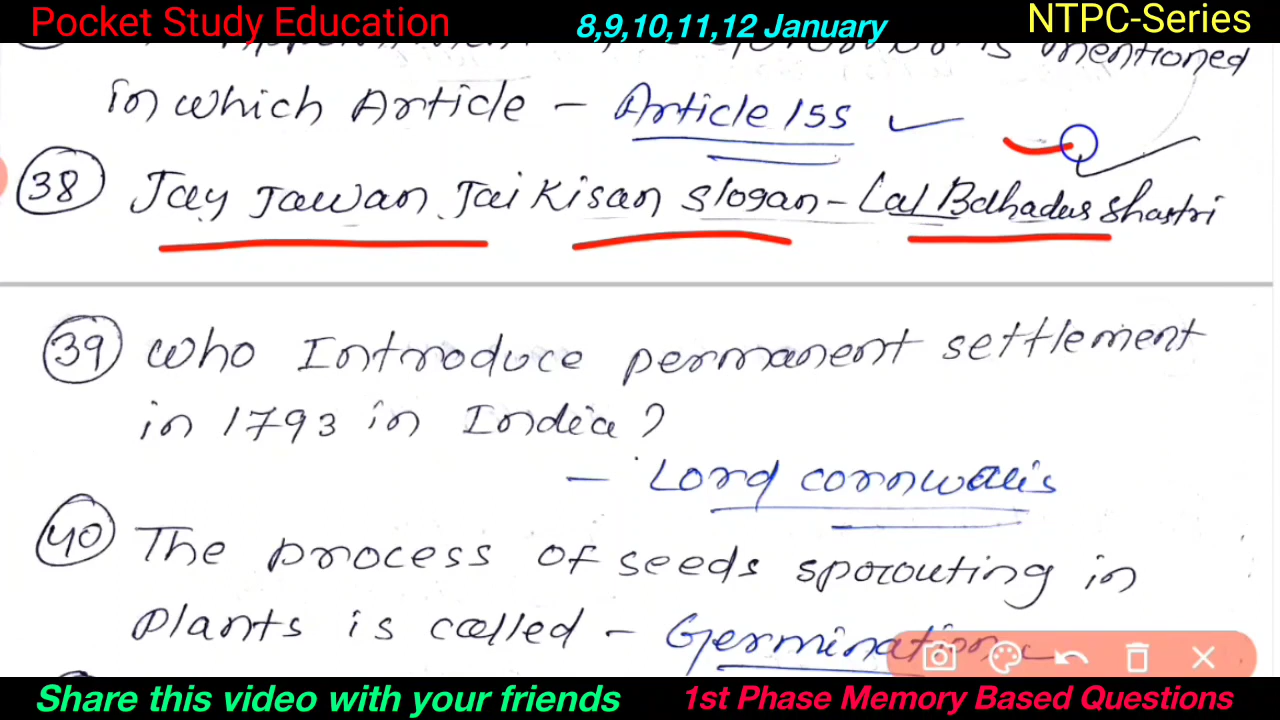 Pocket Study Education
8,9,10,11,12 January
NTPC-Series
is mentioned
in which Article - Article 155
38 Jay Jawan Jai Kisan slogan - Lal Bahadur Shastri
39 Who Introduce permanent settlement
in 1793 in India?
- Lord cornwallis
40 The process of seeds sporouting in
Plants is called - Germination
Share this video with your friends
1st Phase Memory Based Questions